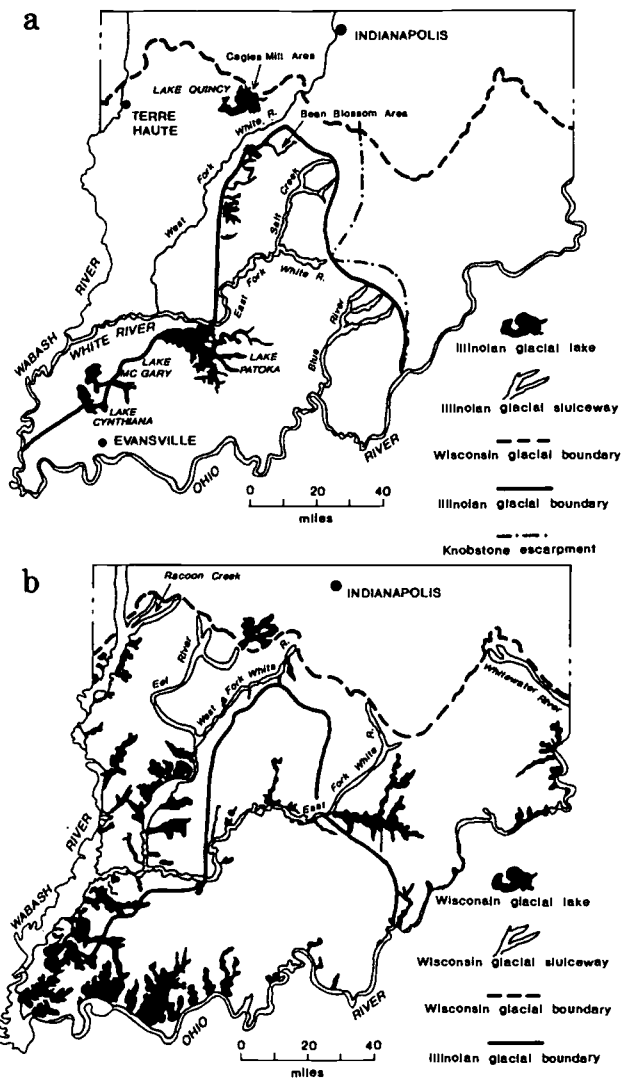 a
INDIANAPOLIS
Cagles Mill Area
LAKE QUINCY
TERRE
HAUTE
Bean Blossom Area
West Fork White R.
Salt Creek
East Fork White R.
Blue River
WABASH RIVER
WHITE RIVER
LAKE
MC GARY
LAKE
PATOKA
LAKE
CYNTHIANA
EVANSVILLE
OHIO RIVER
0 20 40
miles
Illinoian glacial lake
Illinoian glacial sluiceway
Wisconsin glacial boundary
Illinoian glacial boundary
Knobstone escarpment
b
Racoon Creek
INDIANAPOLIS
Eel River
West Fork White R.
Whitewater River
East Fork White R.
WABASH RIVER
OHIO RIVER
0 20 40
miles
Wisconsin glacial lake
Wisconsin glacial sluiceway
Wisconsin glacial boundary
Illinoian glacial boundary